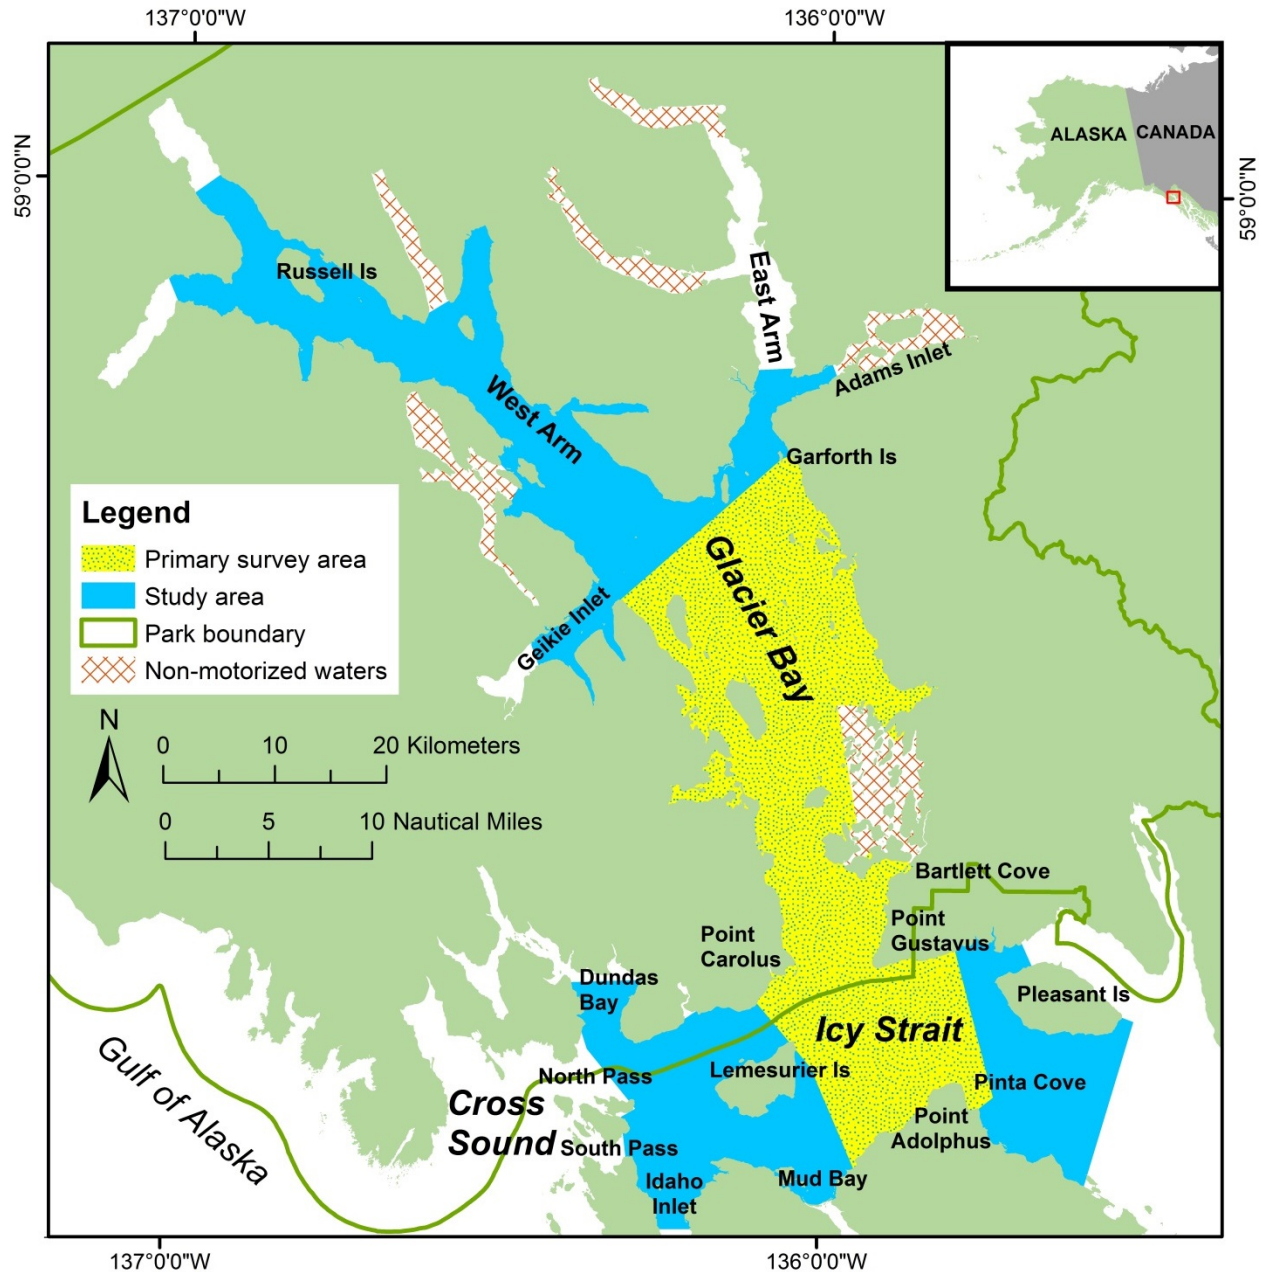 137°0'0"W
136°0'0"W
59°0'0"N
59°0'0"N
ALASKA
CANADA
Russell Is
East Arm
Adams Inlet
West Arm
Garforth Is
Legend
Primary survey area
Study area
Park boundary
Non-motorized waters
Glacier Bay
Geikie Inlet
N
0 10 20 Kilometers
0 5 10 Nautical Miles
Bartlett Cove
Point
Gustavus
Point
Carolus
Dundas
Bay
Pleasant Is
Icy Strait
Gulf of Alaska
North Pass
Lemesurier Is
Pinta Cove
Cross
Sound
South Pass
Point
Adolphus
Idaho
Inlet
Mud Bay
137°0'0"W
136°0'0"W